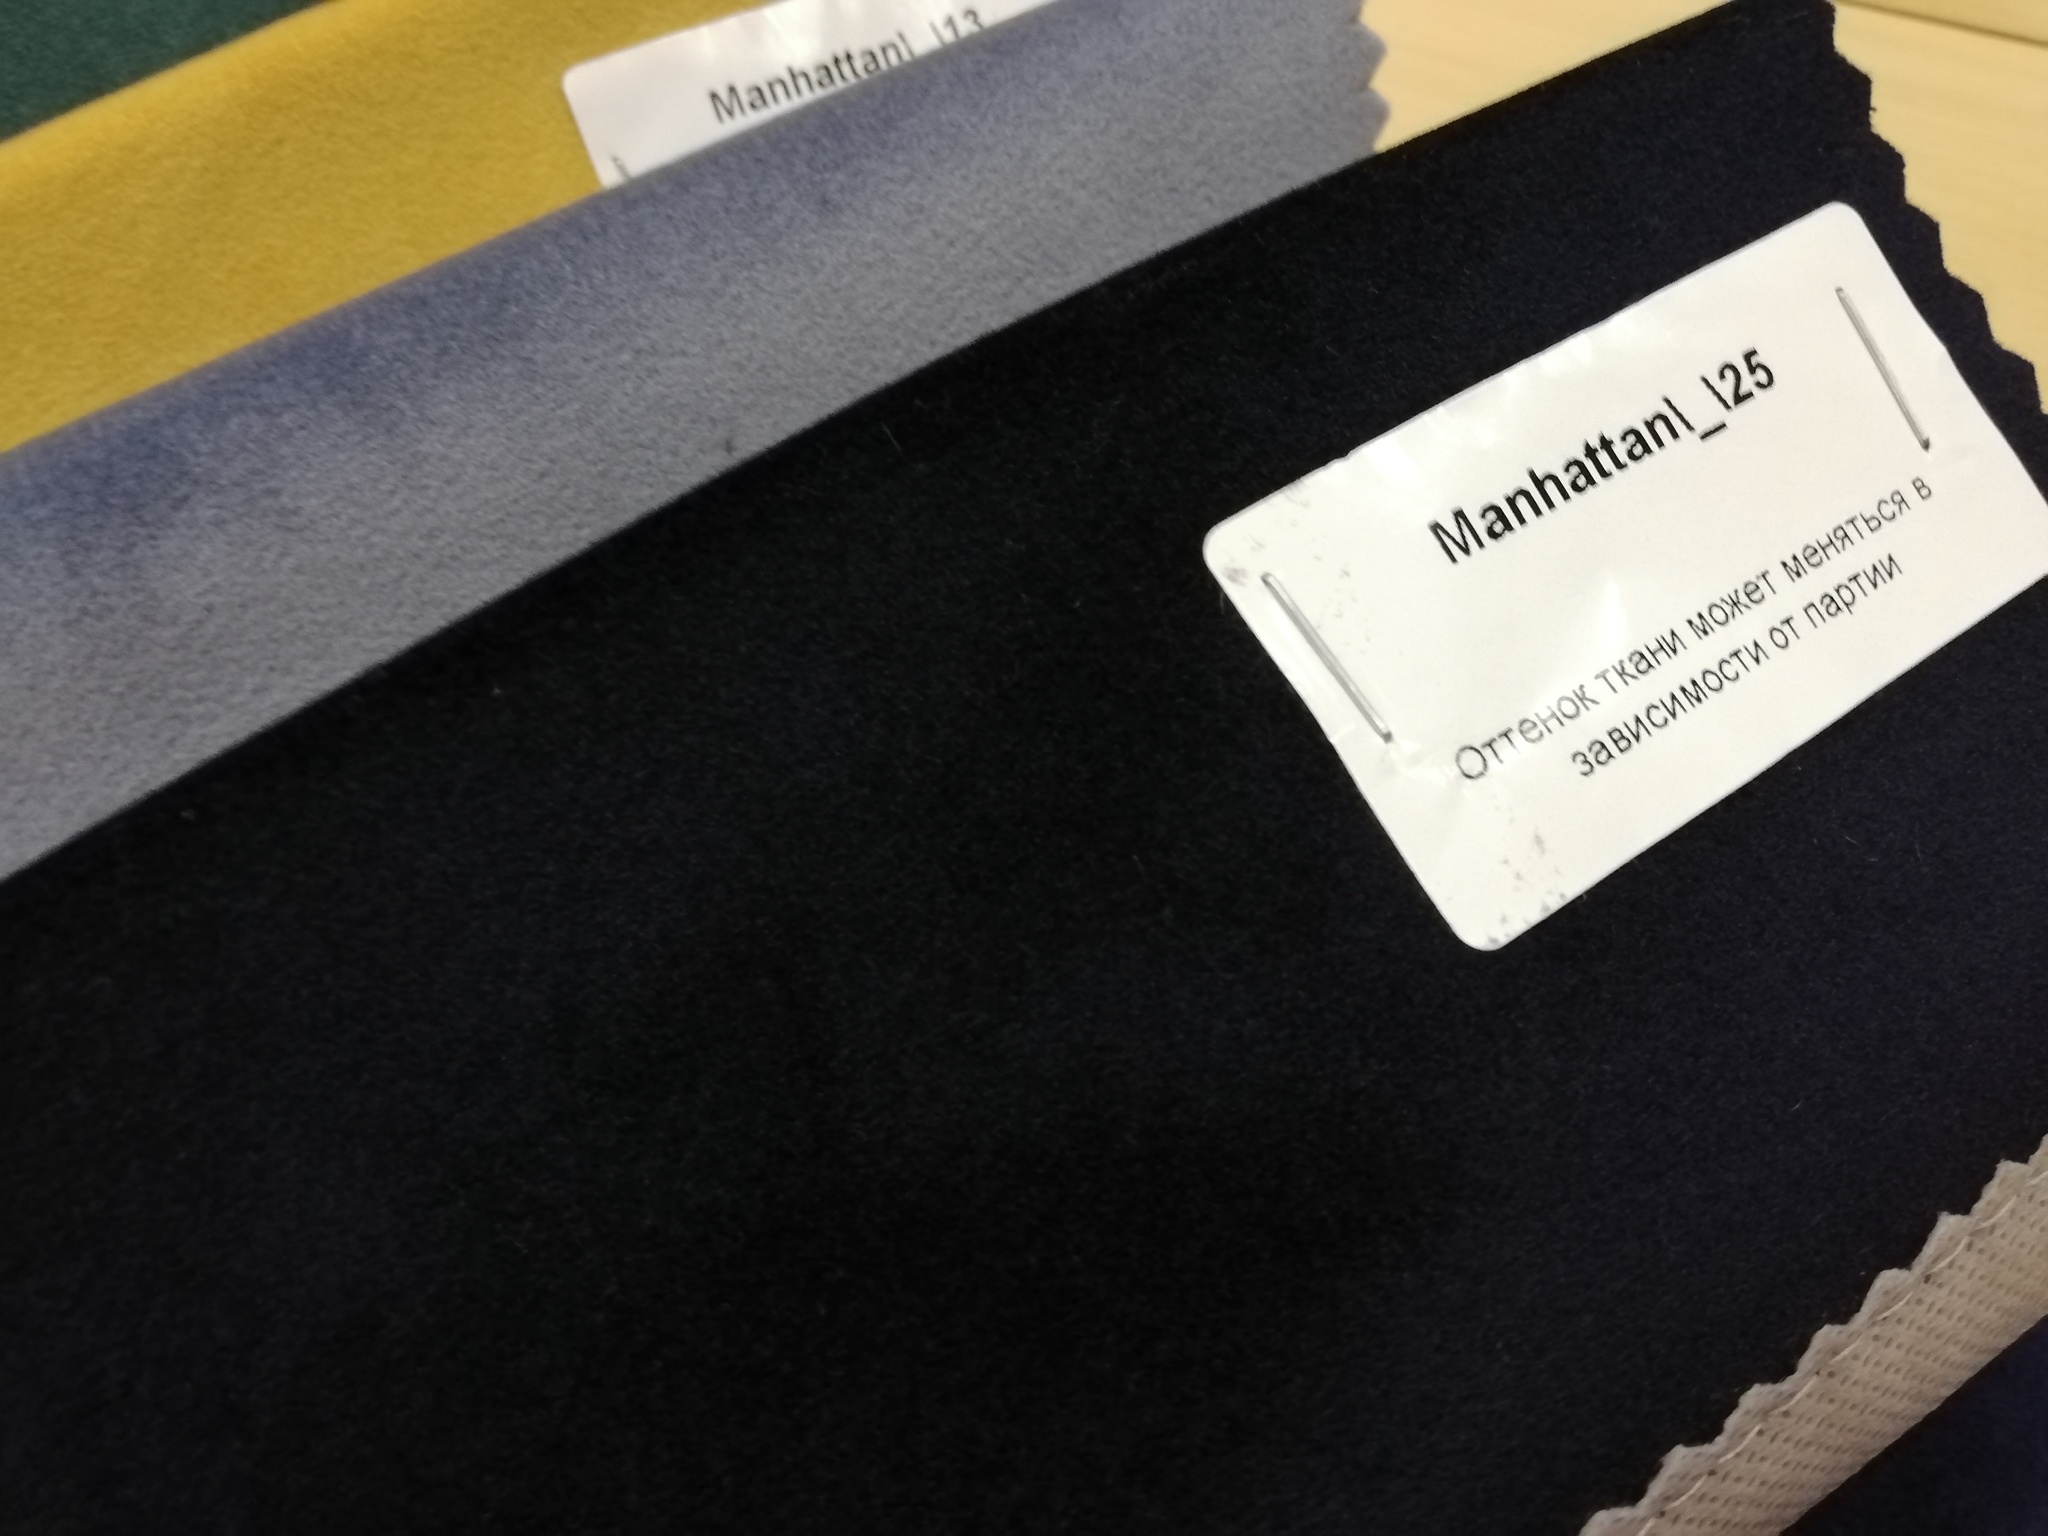 Manhattan\_\13
Manhattan\_\25
Оттенок ткани может меняться в
зависимости от партии